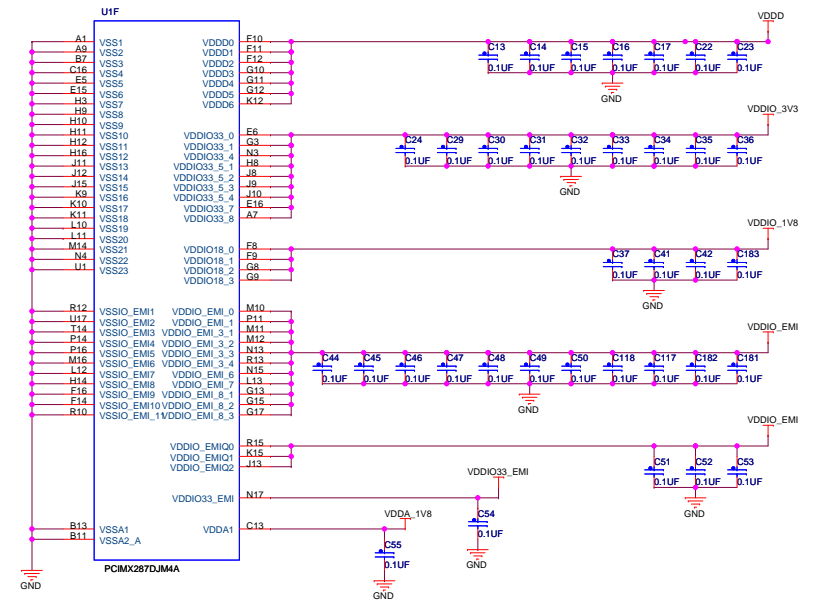 U1F
A1 VSS1
A9 VSS2
B7 VSS3
C16 VSS4
E5 VSS5
E15 VSS6
H3 VSS7
H9 VSS8
H10 VSS9
H11 VSS10
H12 VSS11
H16 VSS12
J11 VSS13
J12 VSS14
J15 VSS15
K9 VSS16
K10 VSS17
K11 VSS18
L10 VSS19
L11 VSS20
M14 VSS21
N4 VSS22
U1 VSS23
R12 VSSIO_EMI1
U17 VSSIO_EMI2
T14 VSSIO_EMI3
P14 VSSIO_EMI4
P16 VSSIO_EMI5
M16 VSSIO_EMI6
L12 VSSIO_EMI7
H14 VSSIO_EMI8
F16 VSSIO_EMI9
F14 VSSIO_EMI10
R10 VSSIO_EMI_11
B13 VSSA1
B11 VSSA2_A
GND
VDDD0 F10
VDDD1 F11
VDDD2 F12
VDDD3 G10
VDDD4 G11
VDDD5 G12
VDDD6 K12
VDDIO33_0 E6
VDDIO33_1 G3
VDDIO33_4 N3
VDDIO33_5_1 H8
VDDIO33_5_2 J8
VDDIO33_5_3 J9
VDDIO33_5_4 J10
VDDIO33_7 E16
VDDIO33_8 A7
VDDIO18_0 F8
VDDIO18_1 F9
VDDIO18_2 G8
VDDIO18_3 G9
VDDIO_EMI_0 M10
VDDIO_EMI_1 P11
VDDIO_EMI_3_1 M11
VDDIO_EMI_3_2 M12
VDDIO_EMI_3_3 N13
VDDIO_EMI_3_4 R13
VDDIO_EMI_6 N15
VDDIO_EMI_7 L13
VDDIO_EMI_8_1 G13
VDDIO_EMI_8_2 G15
VDDIO_EMI_8_3 G17
VDDIO_EMIQ0 R15
VDDIO_EMIQ1 K15
VDDIO_EMIQ2 J13
VDDIO33_EMI N17
VDDA1 C13
PCIMX287DJM4A
VDDD
C13 C14 C15 C16 C17 C22 C23
0.1UF 0.1UF 0.1UF 0.1UF 0.1UF 0.1UF 0.1UF
GND
VDDIO_3V3
C24 C29 C30 C31 C32 C33 C34 C35 C36
0.1UF 0.1UF 0.1UF 0.1UF 0.1UF 0.1UF 0.1UF 0.1UF 0.1UF
GND
VDDIO_1V8
C37 C41 C42 C183
0.1UF 0.1UF 0.1UF 0.1UF
GND
VDDIO_EMI
C44 C45 C46 C47 C48 C49 C50 C118 C117 C182 C181
0.1UF 0.1UF 0.1UF 0.1UF 0.1UF 0.1UF 0.1UF 0.1UF 0.1UF 0.1UF 0.1UF
GND
VDDIO_EMI
C51 C52 C53
0.1UF 0.1UF 0.1UF
GND
VDDIO33_EMI
C54
0.1UF
GND
VDDA_1V8
C55
0.1UF
GND